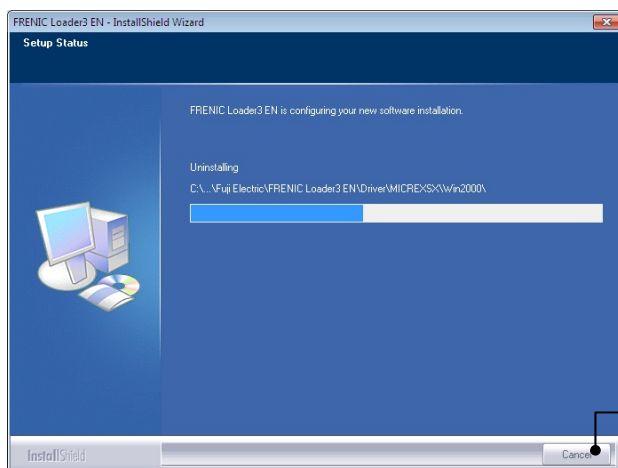 FRENIC Loader3 EN - InstallShield Wizard
Setup Status
FRENIC Loader3 EN is configuring your new software installation.
Uninstalling
C:\...\Fuji Electric\FRENIC Loader3 EN\Driver\MICREXSX\Win2000\
InstallShield
Cancel